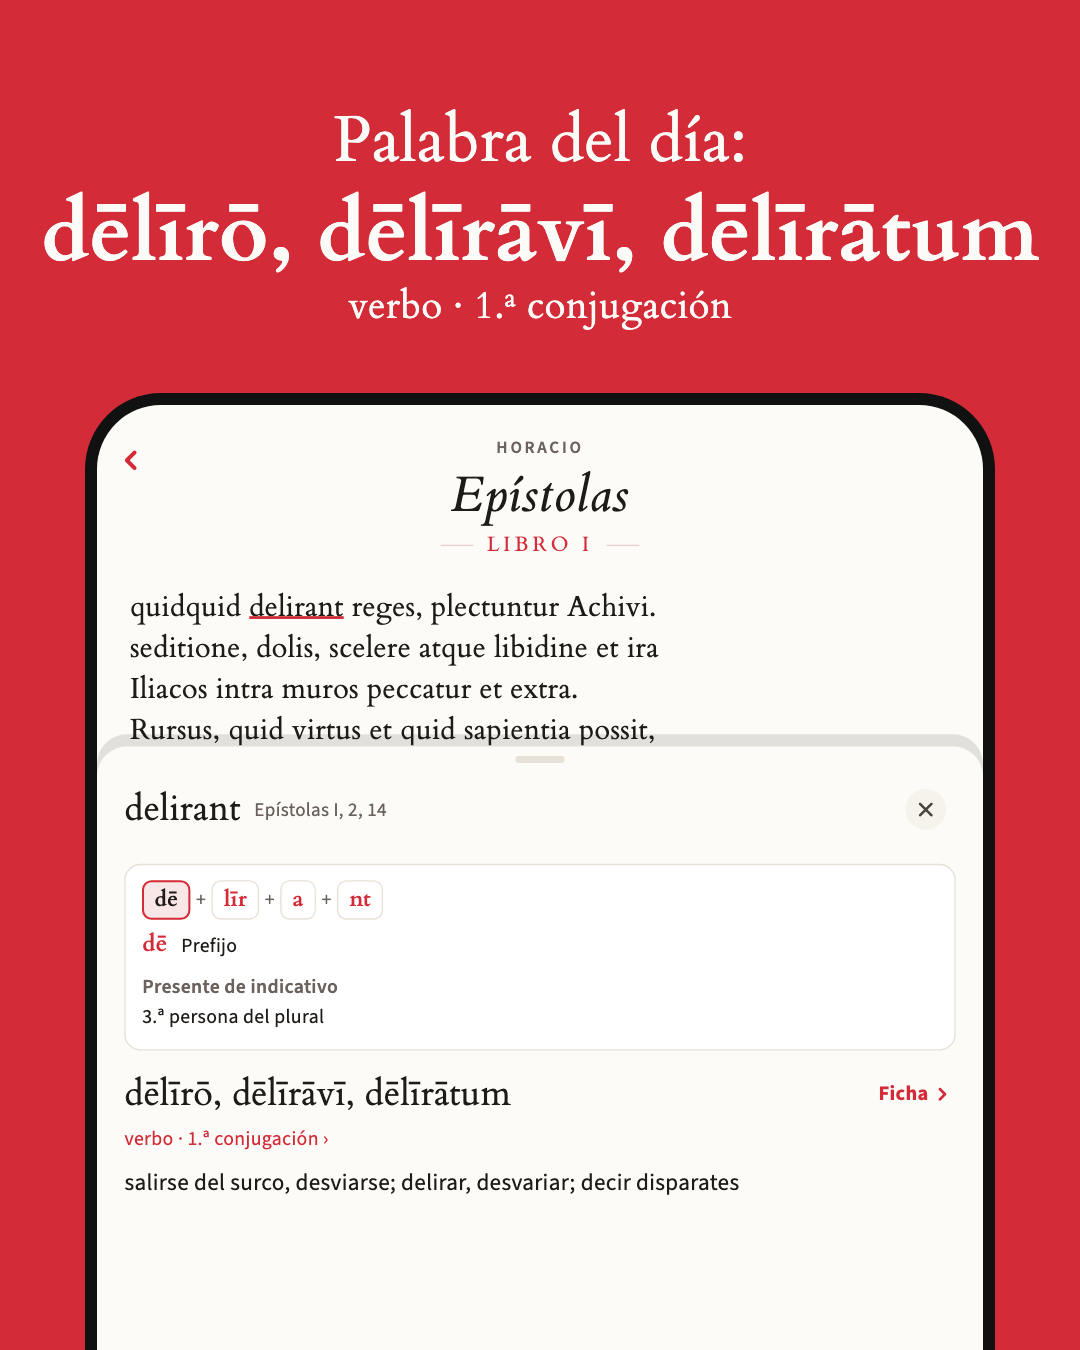 Palabra del día:
dēlīrō, dēlīrāvī, dēlīrātum
verbo · 1.ª conjugación
HORACIO
Epístolas
LIBRO I
quidquid delirant reges, plectuntur Achivi.
seditione, dolis, scelere atque libidine et ira
Iliacos intra muros peccatur et extra.
Rursus, quid virtus et quid sapientia possit,
delirant Epístolas I, 2, 14
dē + līr + a + nt
dē Prefijo
Presente de indicativo
3.ª persona del plural
dēlīrō, dēlīrāvī, dēlīrātum Ficha >
verbo · 1.ª conjugación ›
salirse del surco, desviarse; delirar, desvariar; decir disparates